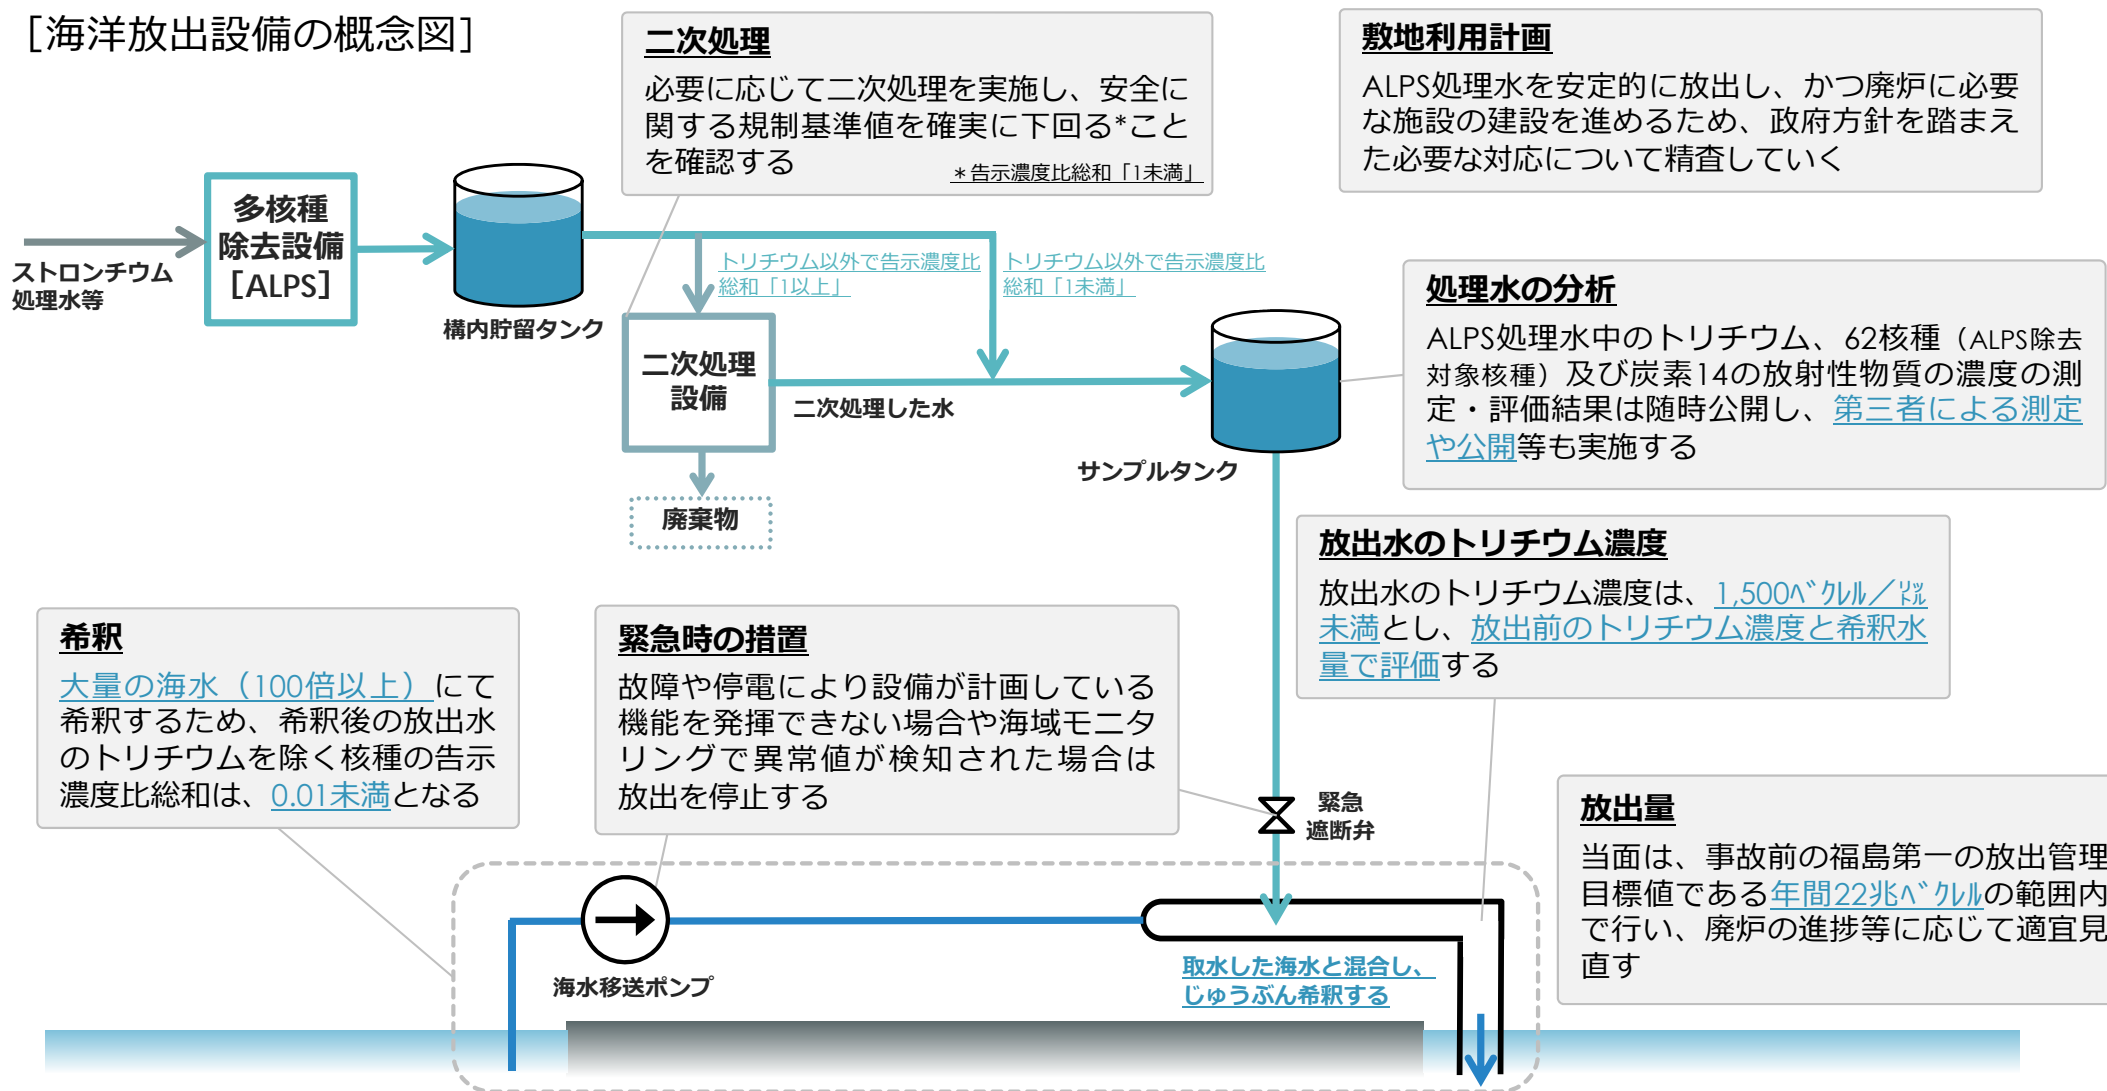 ［海洋放出設備の概念図］
二次処理
必要に応じて二次処理を実施し、安全に
関する規制基準値を確実に下回る*こと
を確認する
＊告示濃度比総和「1未満」
敷地利用計画
ALPS処理水を安定的に放出し、かつ廃炉に必要
な施設の建設を進めるため、政府方針を踏まえ
た必要な対応について精査していく
多核種
除去設備
［ALPS］
ストロンチウム
処理水等
構内貯留タンク
トリチウム以外で告示濃度比
総和「1以上」
トリチウム以外で告示濃度比
総和「1未満」
二次処理
設備
二次処理した水
廃棄物
サンプルタンク
処理水の分析
ALPS処理水中のトリチウム、62核種（ALPS除去
対象核種）及び炭素14の放射性物質の濃度の測
定・評価結果は随時公開し、第三者による測定
や公開等も実施する
放出水のトリチウム濃度
放出水のトリチウム濃度は、1,500ﾍﾞｸﾚﾙ／㍑
未満とし、放出前のトリチウム濃度と希釈水
量で評価する
希釈
大量の海水（100倍以上）にて
希釈するため、希釈後の放出水
のトリチウムを除く核種の告示
濃度比総和は、0.01未満となる
緊急時の措置
故障や停電により設備が計画している
機能を発揮できない場合や海域モニタ
リングで異常値が検知された場合は
放出を停止する
緊急
遮断弁
放出量
当面は、事故前の福島第一の放出管理
目標値である年間22兆ﾍﾞｸﾚﾙの範囲内
で行い、廃炉の進捗等に応じて適宜見
直す
海水移送ポンプ
取水した海水と混合し、
じゅうぶん希釈する